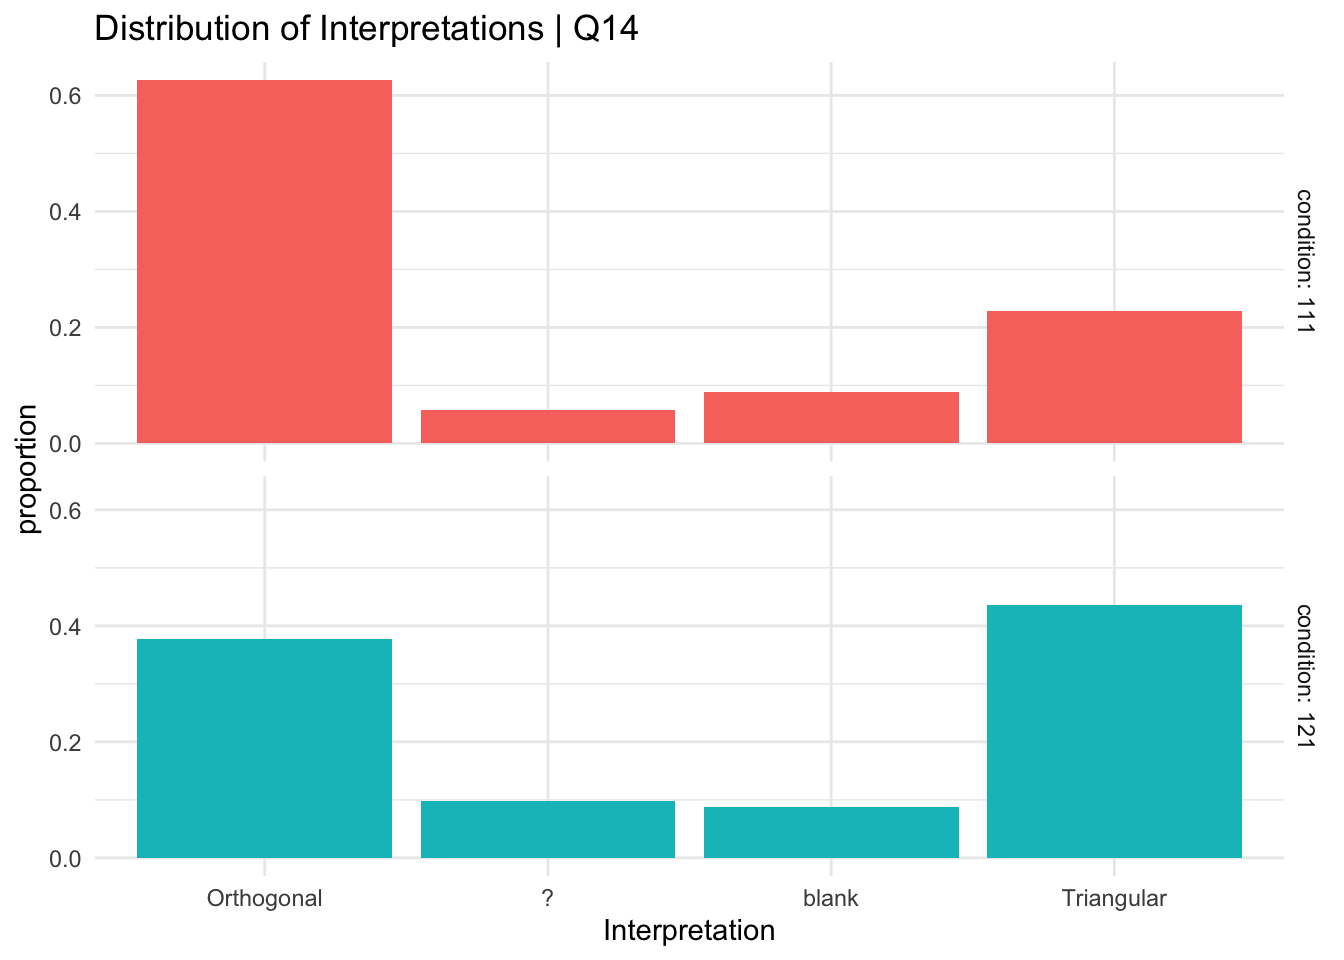 Distribution of Interpretations | Q14
0.6
0.4
0.2
0.0
condition: 111
proportion
0.6
0.4
0.2
0.0
condition: 121
Orthogonal ? blank Triangular
Interpretation